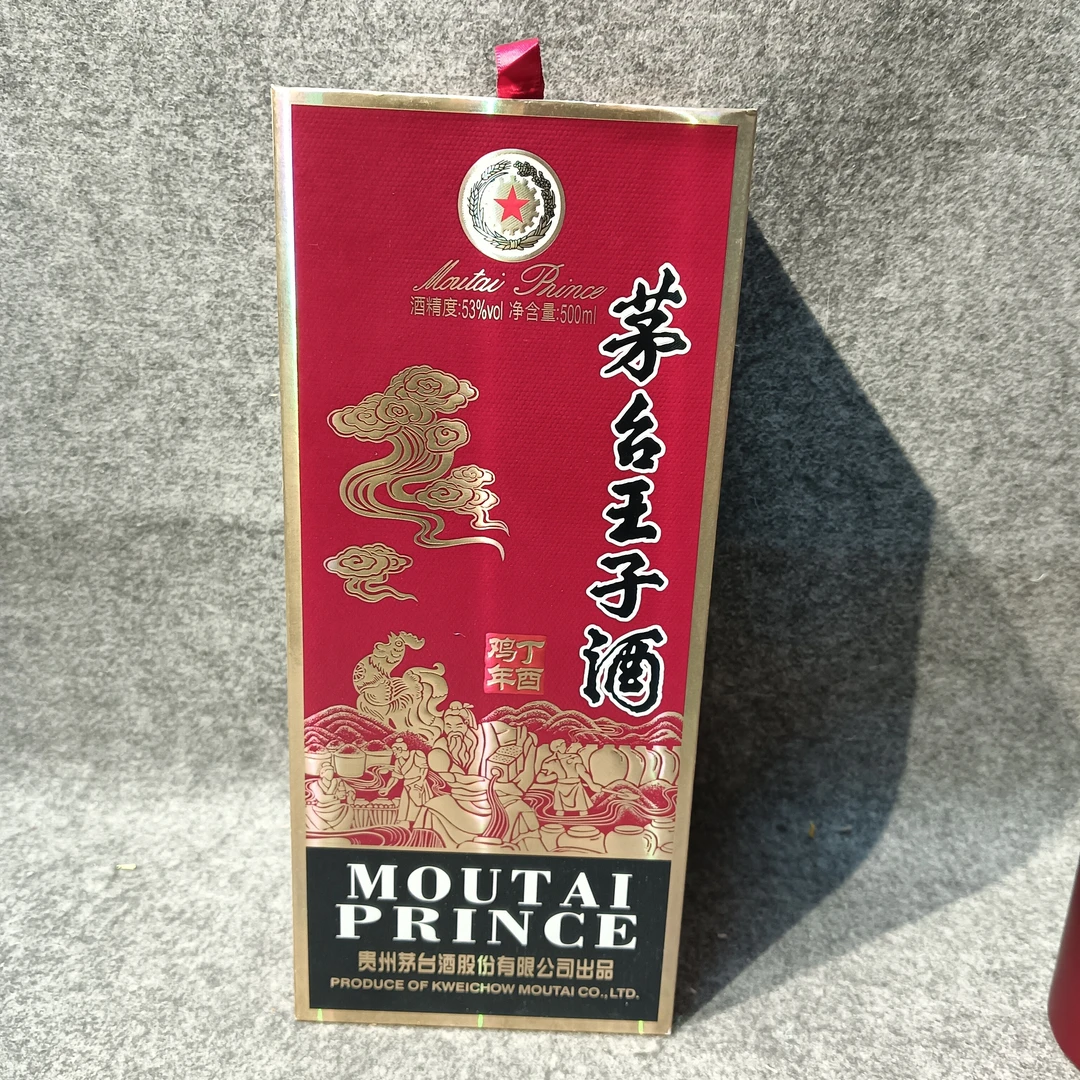 Moutai Prince
酒精度:53%vol 净含量:500ml
茅台王子酒
丁酉
鸡年
MOUTAI
PRINCE
贵州茅台酒股份有限公司出品
PRODUCE OF KWEICHOW MOUTAI CO.,LTD.